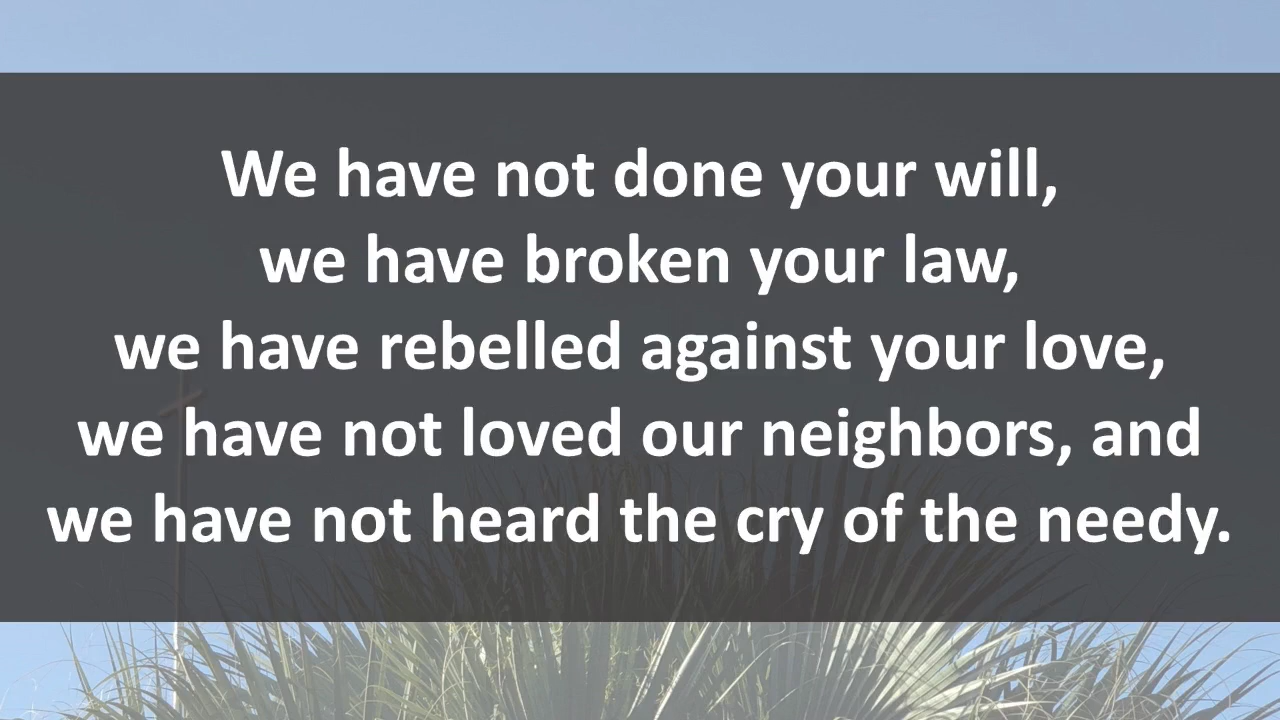 We have not done your will,
we have broken your law,
we have rebelled against your love,
we have not loved our neighbors, and
we have not heard the cry of the needy.